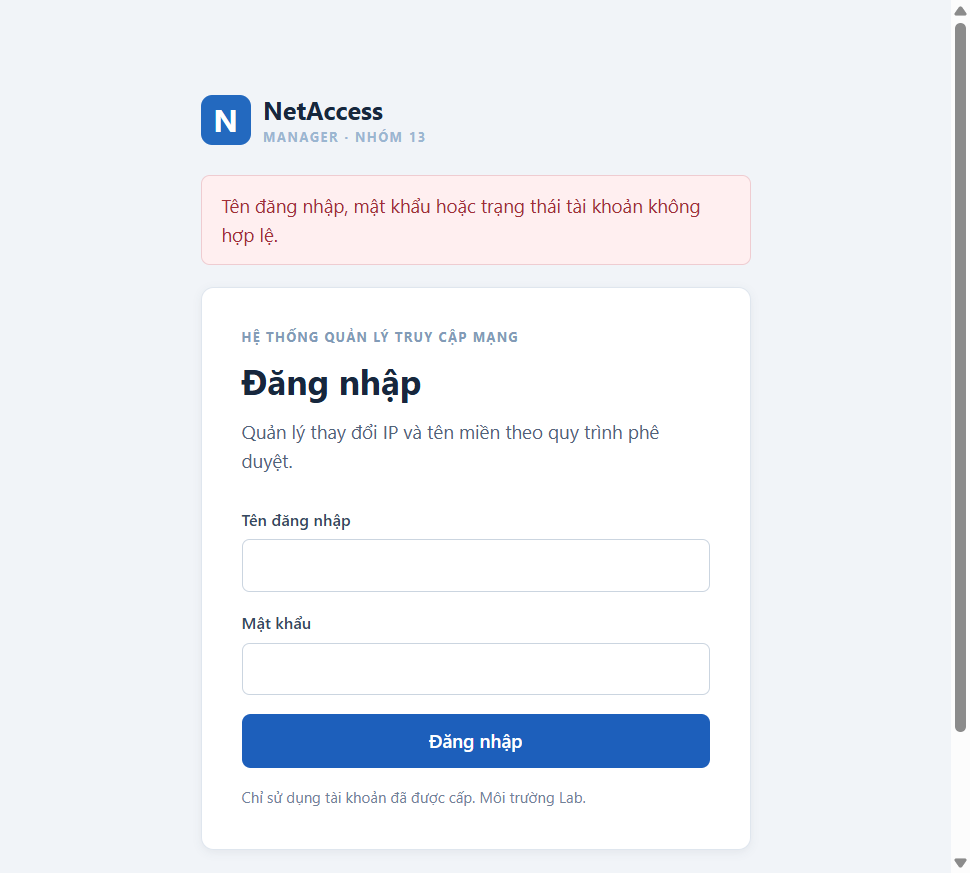 N
NetAccess
MANAGER · NHÓM 13
Tên đăng nhập, mật khẩu hoặc trạng thái tài khoản không
hợp lệ.
HỆ THỐNG QUẢN LÝ TRUY CẬP MẠNG
Đăng nhập
Quản lý thay đổi IP và tên miền theo quy trình phê
duyệt.
Tên đăng nhập
Mật khẩu
Đăng nhập
Chỉ sử dụng tài khoản đã được cấp. Môi trường Lab.